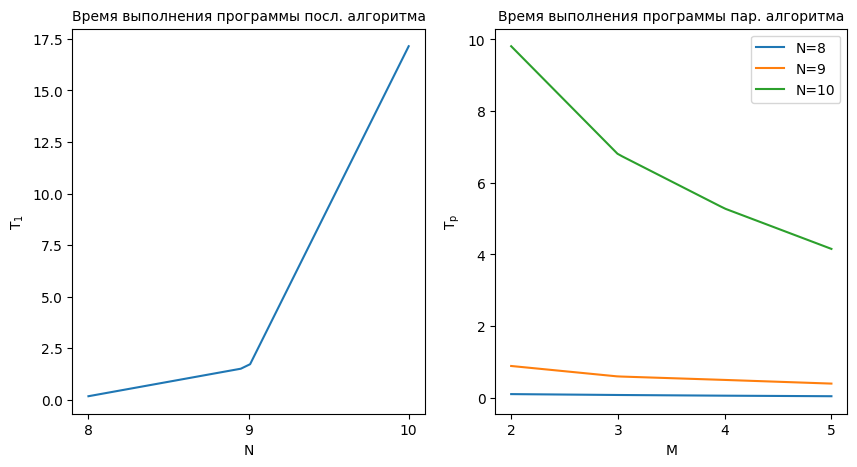 Время выполнения программы посл. алгоритма
17.5
15.0
12.5
10.0
7.5
5.0
2.5
0.0
T₁
8 9 10
N
Время выполнения программы пар. алгоритма
10
8
6
4
2
0
Tₚ
2 3 4 5
M
N=8
N=9
N=10